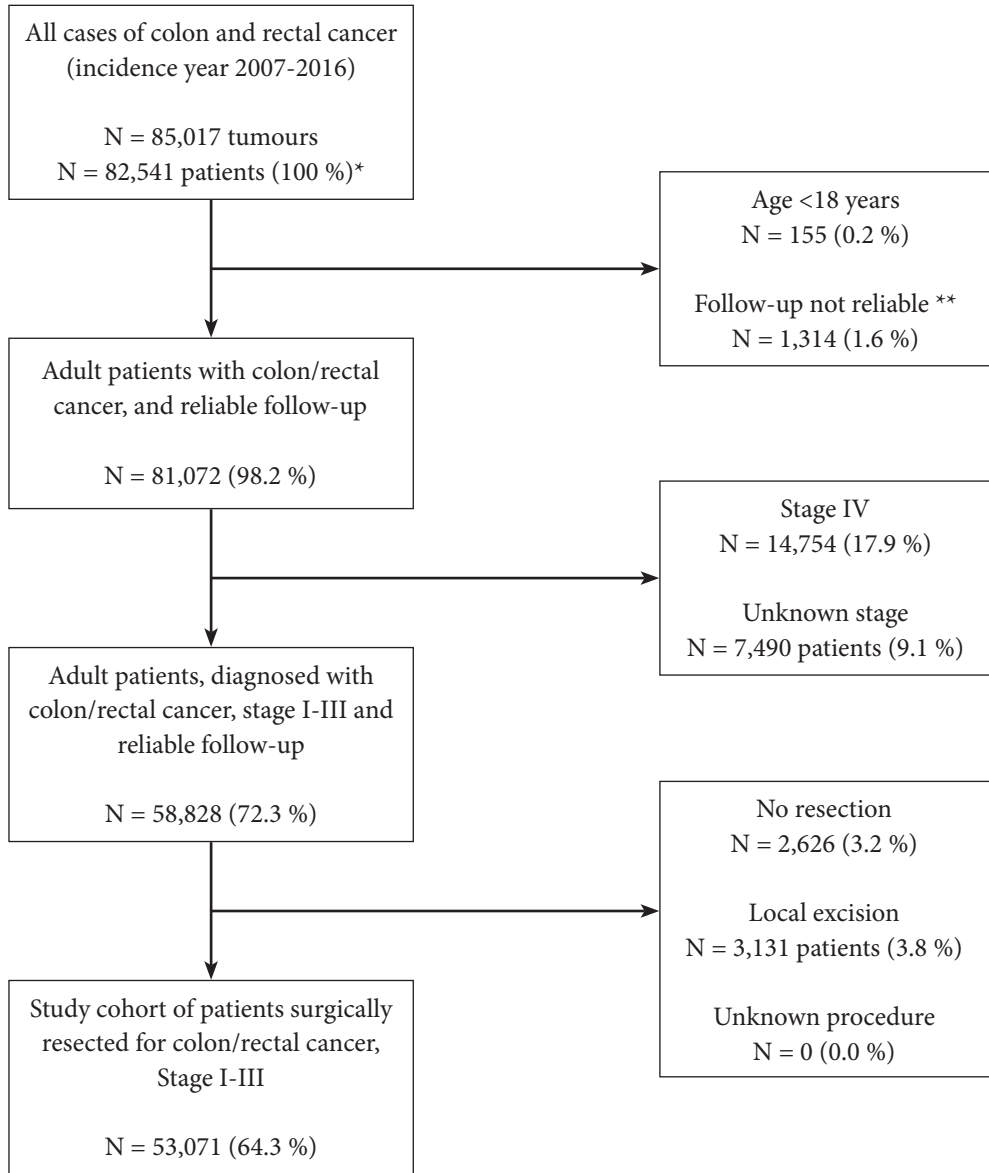 All cases of colon and rectal cancer
(incidence year 2007-2016)
N = 85,017 tumours
N = 82,541 patients (100 %)*
Age <18 years
N = 155 (0.2 %)
Follow-up not reliable **
N = 1,314 (1.6 %)
Adult patients with colon/rectal
cancer, and reliable follow-up
N = 81,072 (98.2 %)
Stage IV
N = 14,754 (17.9 %)
Unknown stage
N = 7,490 patients (9.1 %)
Adult patients, diagnosed with
colon/rectal cancer, stage I-III and
reliable follow-up
N = 58,828 (72.3 %)
No resection
N = 2,626 (3.2 %)
Local excision
N = 3,131 patients (3.8 %)
Unknown procedure
N = 0 (0.0 %)
Study cohort of patients surgically
resected for colon/rectal cancer,
Stage I-III
N = 53,071 (64.3 %)